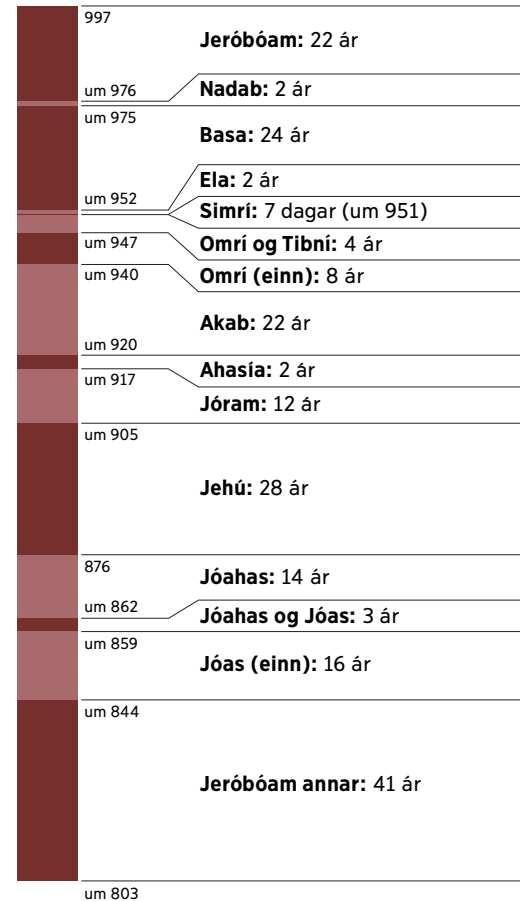 997
Jeróbóam: 22 ár
um 976
Nadab: 2 ár
um 975
Basa: 24 ár
um 952
Ela: 2 ár
Simrí: 7 dagar (um 951)
um 947
Omrí og Tibní: 4 ár
um 940
Omrí (einn): 8 ár
Akab: 22 ár
um 920
Ahasía: 2 ár
um 917
Jóram: 12 ár
um 905
Jehú: 28 ár
876
Jóahas: 14 ár
um 862
Jóahas og Jóas: 3 ár
um 859
Jóas (einn): 16 ár
um 844
Jeróbóam annar: 41 ár
um 803